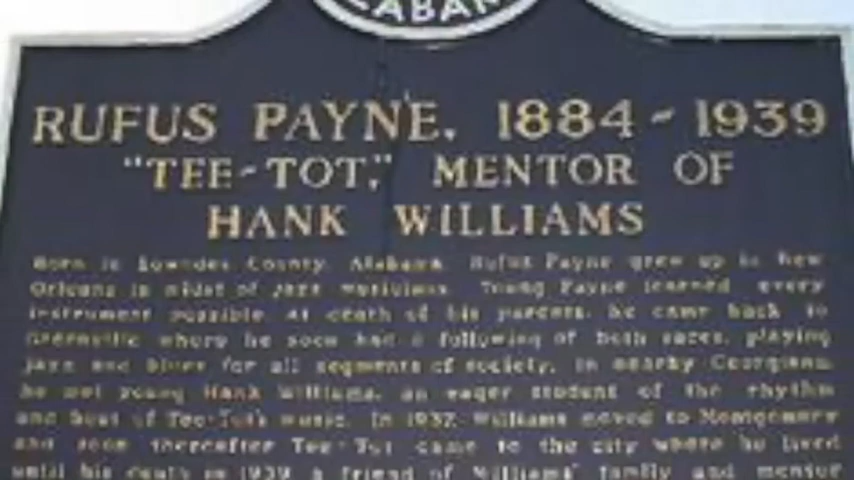 ALABAMA
RUFUS PAYNE, 1884-1939
"TEE-TOT," MENTOR OF
HANK WILLIAMS
Born in Lowndes County, Alabama, Rufus Payne grew up in New
Orleans in midst of jazz musicians. Young Payne learned every
instrument possible. At death of his parents, he came back to
Greenville where he soon had a following of both races, playing
jazz and blues for all segments of society. In nearby Georgiana,
he met young Hank Williams, an eager student of the rhythm
and beat of Tee-Tot's music. In 1937, Williams moved to Montgomery
and soon thereafter Tee-Tot came to the city where he lived
until his death in 1939, a friend of Williams' family and mentor